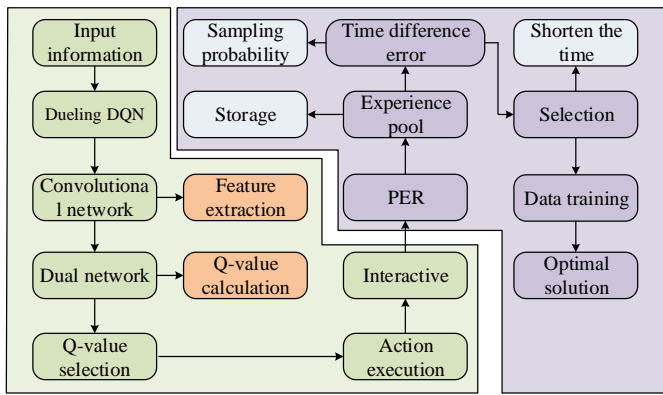 Input
information
Dueling DQN
Convolutiona
l network
Feature
extraction
Dual network
Q-value
calculation
Q-value
selection
Action
execution
Interactive
PER
Experience
pool
Storage
Time difference
error
Sampling
probability
Selection
Shorten the
time
Data training
Optimal
solution